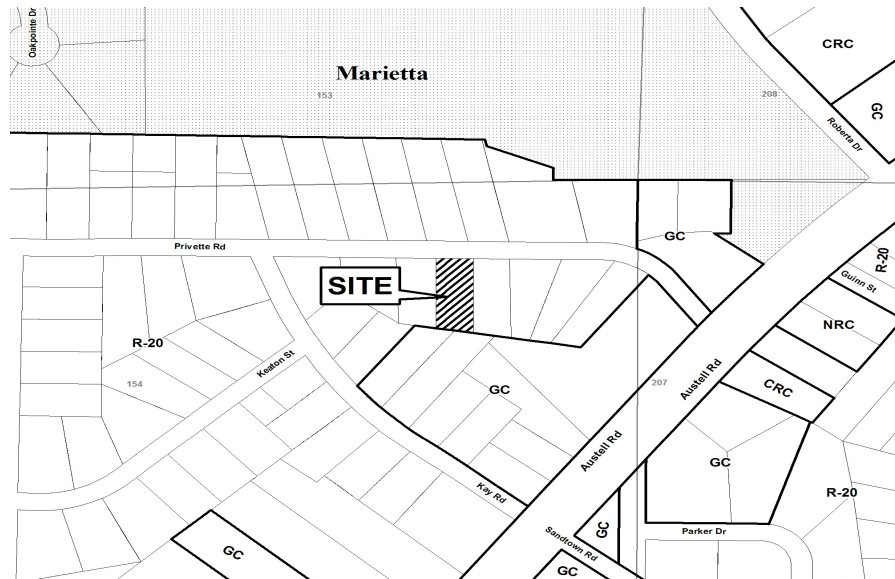 Oakpointe Dr
CRC
Marietta
153
208
GC
Roberta Dr
GC
Privette Rd
R-20
Guinn St
SITE
NRC
R-20
Keaton St
154
GC
207
Austell Rd
CRC
Austell Rd
GC
Kay Rd
R-20
GC
Sandtown Rd
Parker Dr
GC
GC